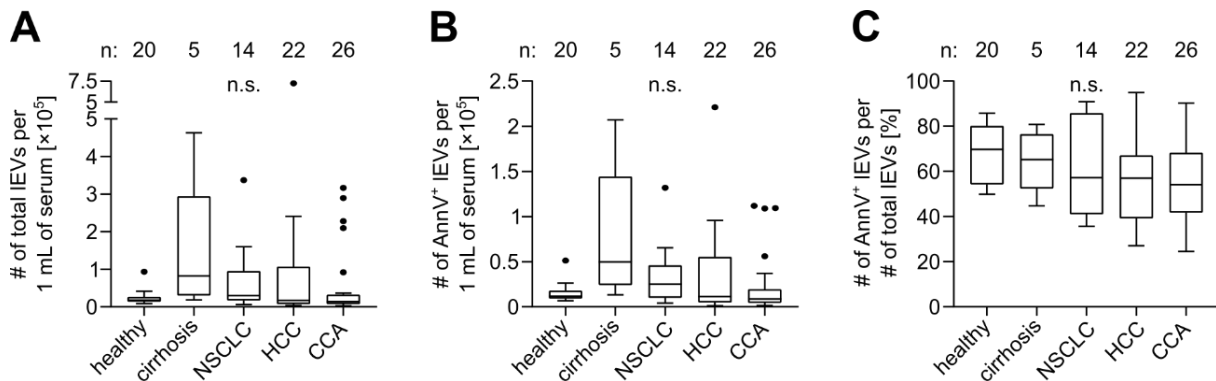 A
n: 20 5 14 22 26
n.s.
# of total lEVs per
1 mL of serum [×10⁵]
7.5
5
5
4
3
2
1
0
healthy
cirrhosis
NSCLC
HCC
CCA
B
n: 20 5 14 22 26
n.s.
# of AnnV⁺ lEVs per
1 mL of serum [×10⁵]
2.5
2
1.5
1
0.5
0
healthy
cirrhosis
NSCLC
HCC
CCA
C
n: 20 5 14 22 26
n.s.
# of AnnV⁺ lEVs per
# of total lEVs [%]
100
80
60
40
20
0
healthy
cirrhosis
NSCLC
HCC
CCA